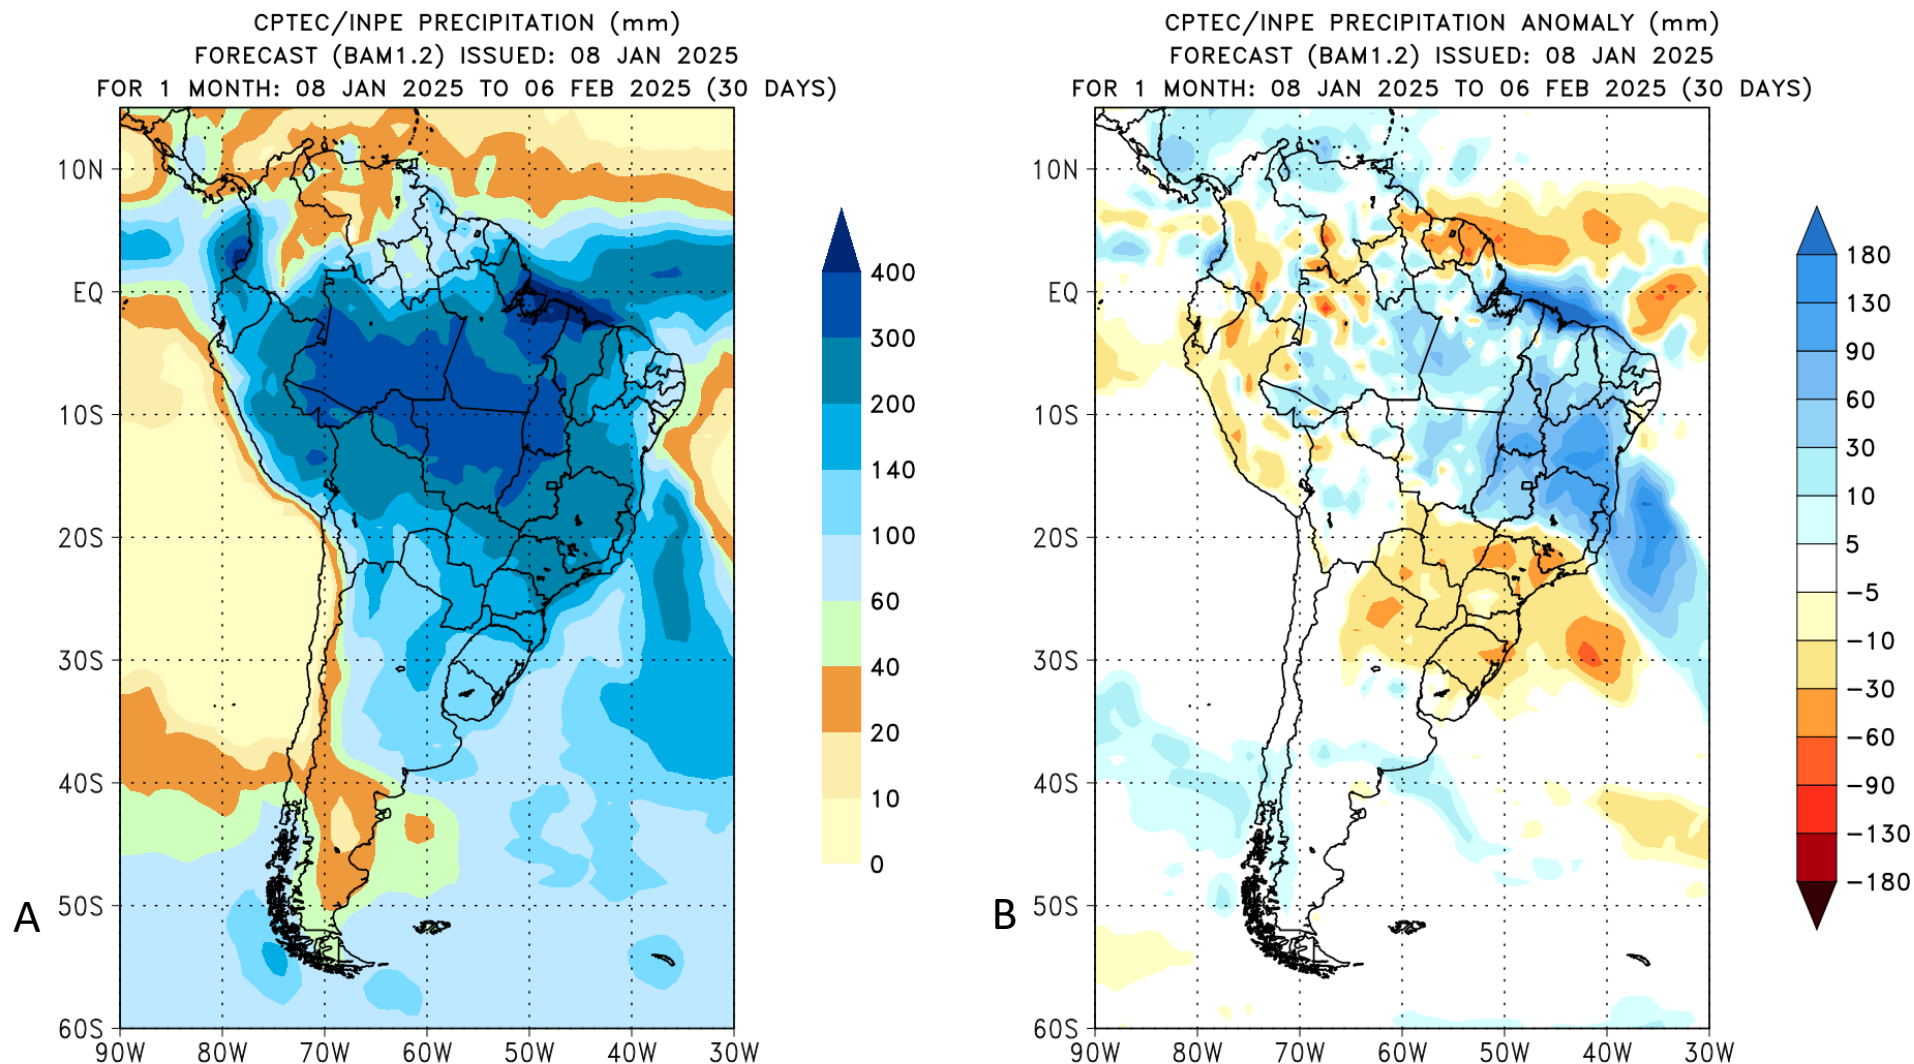 CPTEC/INPE PRECIPITATION (mm)
FORECAST (BAM1.2) ISSUED: 08 JAN 2025
FOR 1 MONTH: 08 JAN 2025 TO 06 FEB 2025 (30 DAYS)
10N
EQ
10S
20S
30S
40S
50S
60S
90W 80W 70W 60W 50W 40W 30W
400
300
200
140
100
60
40
20
10
0
A
CPTEC/INPE PRECIPITATION ANOMALY (mm)
FORECAST (BAM1.2) ISSUED: 08 JAN 2025
FOR 1 MONTH: 08 JAN 2025 TO 06 FEB 2025 (30 DAYS)
10N
EQ
10S
20S
30S
40S
50S
60S
90W 80W 70W 60W 50W 40W 30W
180
130
90
60
30
10
5
−5
−10
−30
−60
−90
−130
−180
B